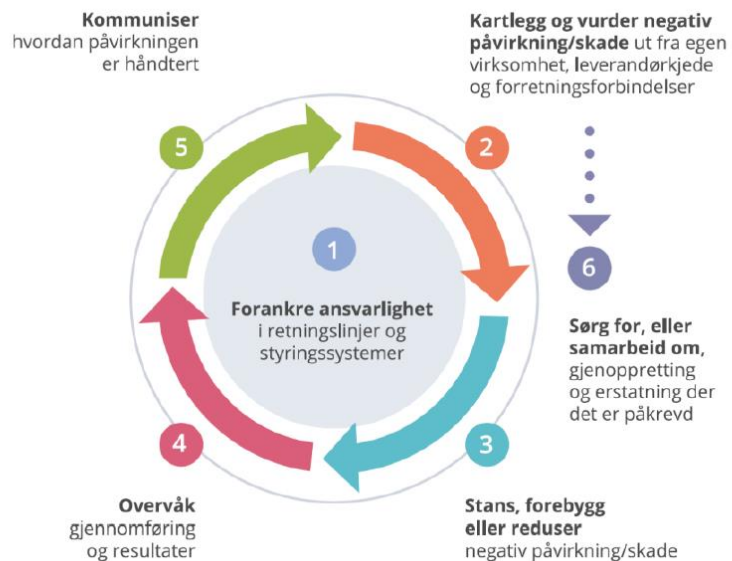 Kommuniser
hvordan påvirkningen
er håndtert
5
Kartlegg og vurder negativ
påvirkning/skade ut fra egen
virksomhet, leverandørkjede
og forretningsforbindelser
2
1
Forankre ansvarlighet
i retningslinjer og
styringssystemer
6
Sørg for, eller
samarbeid om,
gjenoppretting
og erstatning der
det er påkrevd
4
Overvåk
gjennomføring
og resultater
3
Stans, forebygg
eller reduser
negativ påvirkning/skade